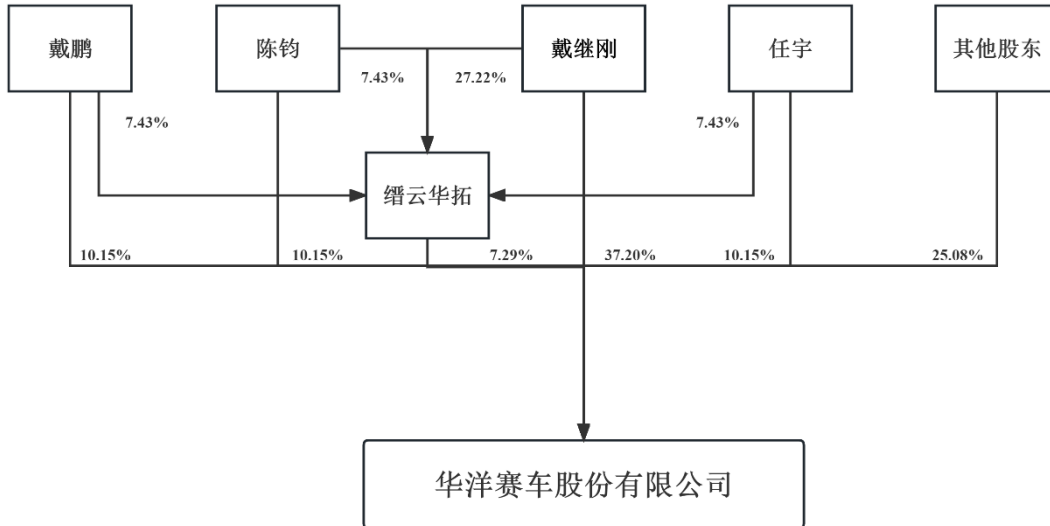 戴鹏
陈钧
戴继刚
任宇
其他股东
7.43%
27.22%
7.43%
7.43%
缙云华拓
10.15%
10.15%
7.29%
37.20%
10.15%
25.08%
华洋赛车股份有限公司